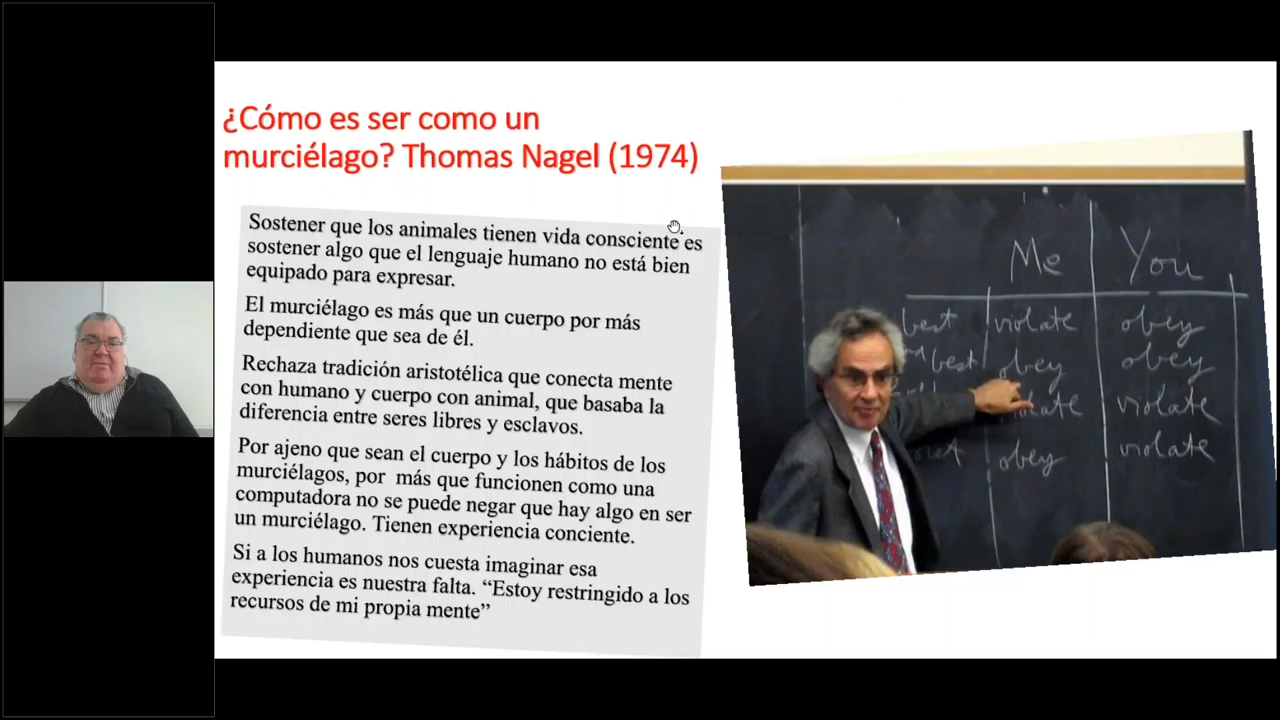 ¿Cómo es ser como un
murciélago? Thomas Nagel (1974)
Sostener que los animales tienen vida consciente es
sostener algo que el lenguaje humano no está bien
equipado para expresar.
El murciélago es más que un cuerpo por más
dependiente que sea de él.
Rechaza tradición aristotélica que conecta mente
con humano y cuerpo con animal, que basaba la
diferencia entre seres libres y esclavos.
Por ajeno que sean el cuerpo y los hábitos de los
murciélagos, por más que funcionen como una
computadora no se puede negar que hay algo en ser
un murciélago. Tienen experiencia conciente.
Si a los humanos nos cuesta imaginar esa
experiencia es nuestra falta. “Estoy restringido a los
recursos de mi propia mente”
Me You
best violate obey
best obey obey
violate
obey violate